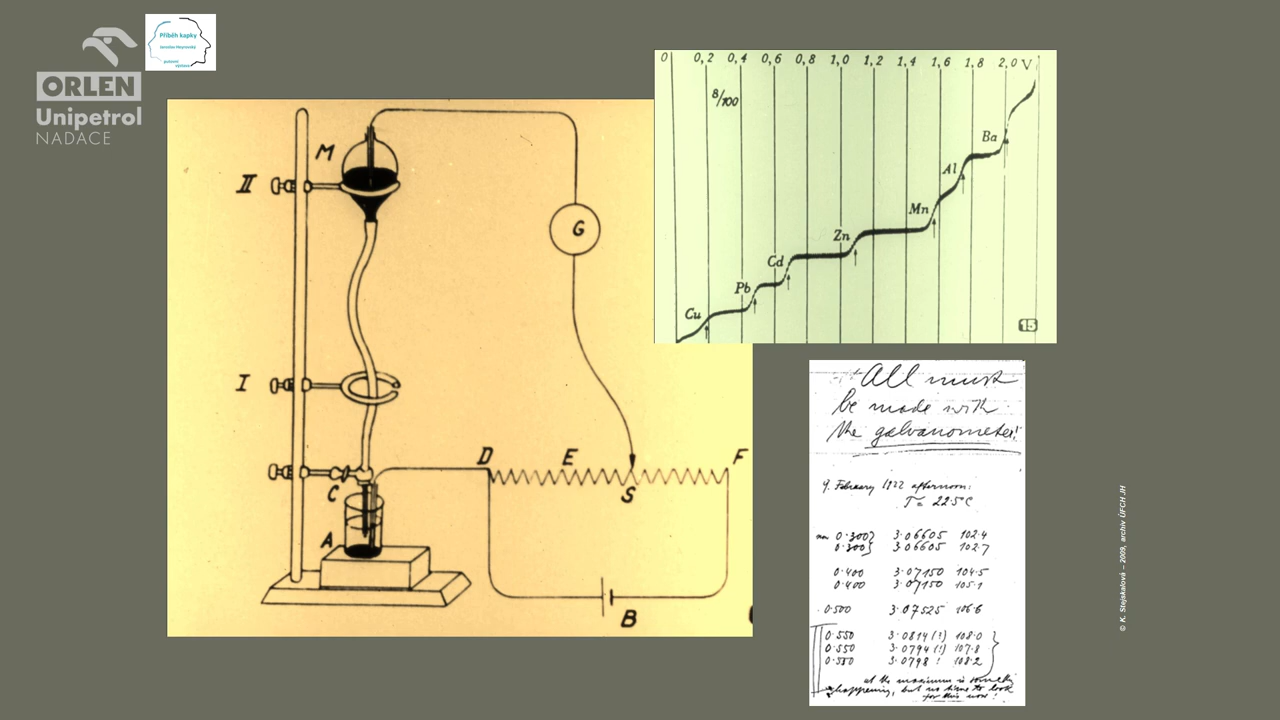 ORLEN
Unipetrol
NADACE
Příběh kapky
Jaroslav Heyrovský
putovní
výstava
M
II
G
I
C
A
D E F
S
B
0 0,2 0,4 0,6 0,8 1,0 1,2 1,4 1,6 1,8 2,0 V
8/100
Ba
Al
Mn
Zn
Cd
Pb
Cu
15
All must
be made with
the galvanometer!
9. February 1922 afternoon:
T = 22.5°C
0.300 3.06605 102.4
0.300 3.06605 102.7
0.400 3.07150 104.5
0.400 3.07150 105.1
0.500 3.07525 106.6
0.550 3.0814 (!) 108.0
0.550 3.0794 (!) 107.8
0.550 3.0798 ! 108.2
at the maximum is something
happening, but no time to look
for this now!
© K. Stejskalová – 2009, archiv ÚFCH JH